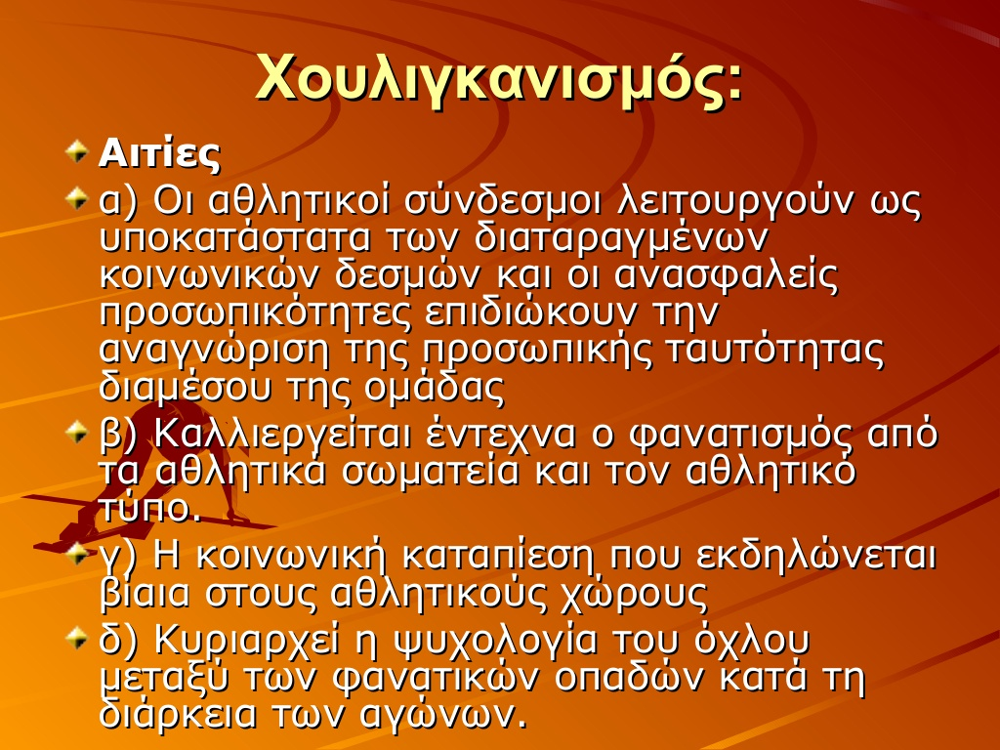 Χουλιγκανισμός:
Αιτίες
α) Οι αθλητικοί σύνδεσμοι λειτουργούν ως
υποκατάστατα των διαταραγμένων
κοινωνικών δεσμών και οι ανασφαλείς
προσωπικότητες επιδιώκουν την
αναγνώριση της προσωπικής ταυτότητας
διαμέσου της ομάδας
β) Καλλιεργείται έντεχνα ο φανατισμός από
τα αθλητικά σωματεία και τον αθλητικό
τύπο.
γ) Η κοινωνική καταπίεση που εκδηλώνεται
βίαια στους αθλητικούς χώρους
δ) Κυριαρχεί η ψυχολογία του όχλου
μεταξύ των φανατικών οπαδών κατά τη
διάρκεια των αγώνων.